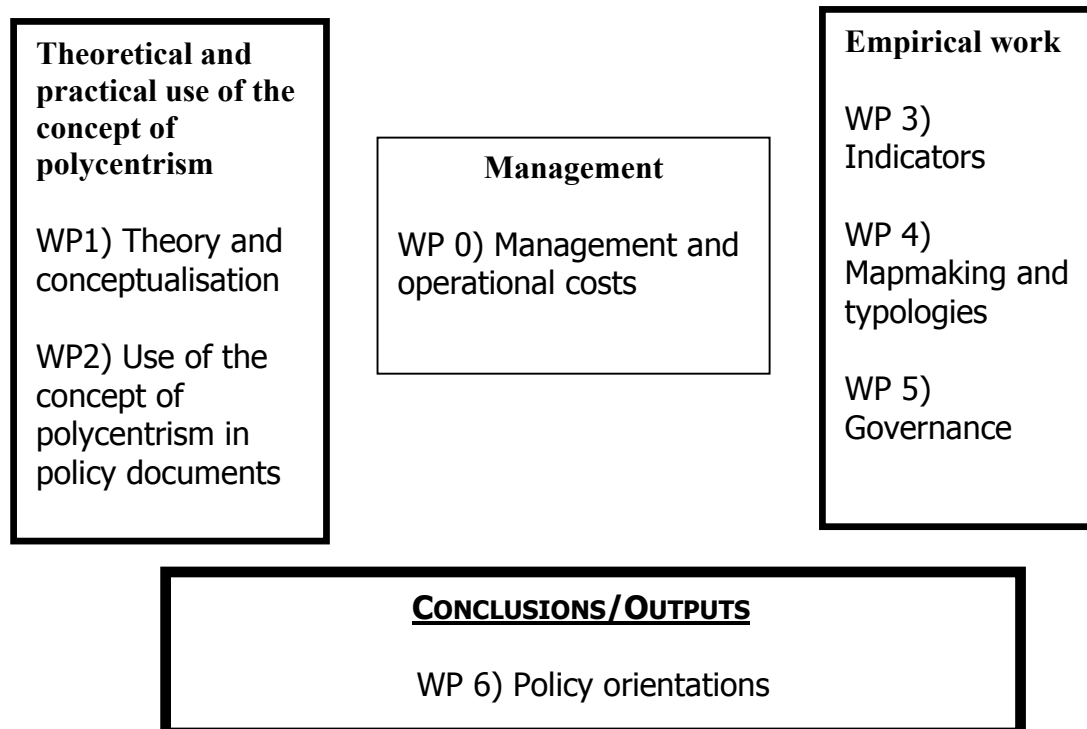 Theoretical and
practical use of the
concept of
polycentrism
WP1) Theory and
conceptualisation
WP2) Use of the
concept of
polycentrism in
policy documents
Management
WP 0) Management and
operational costs
Empirical work
WP 3)
Indicators
WP 4)
Mapmaking and
typologies
WP 5)
Governance
CONCLUSIONS/OUTPUTS
WP 6) Policy orientations